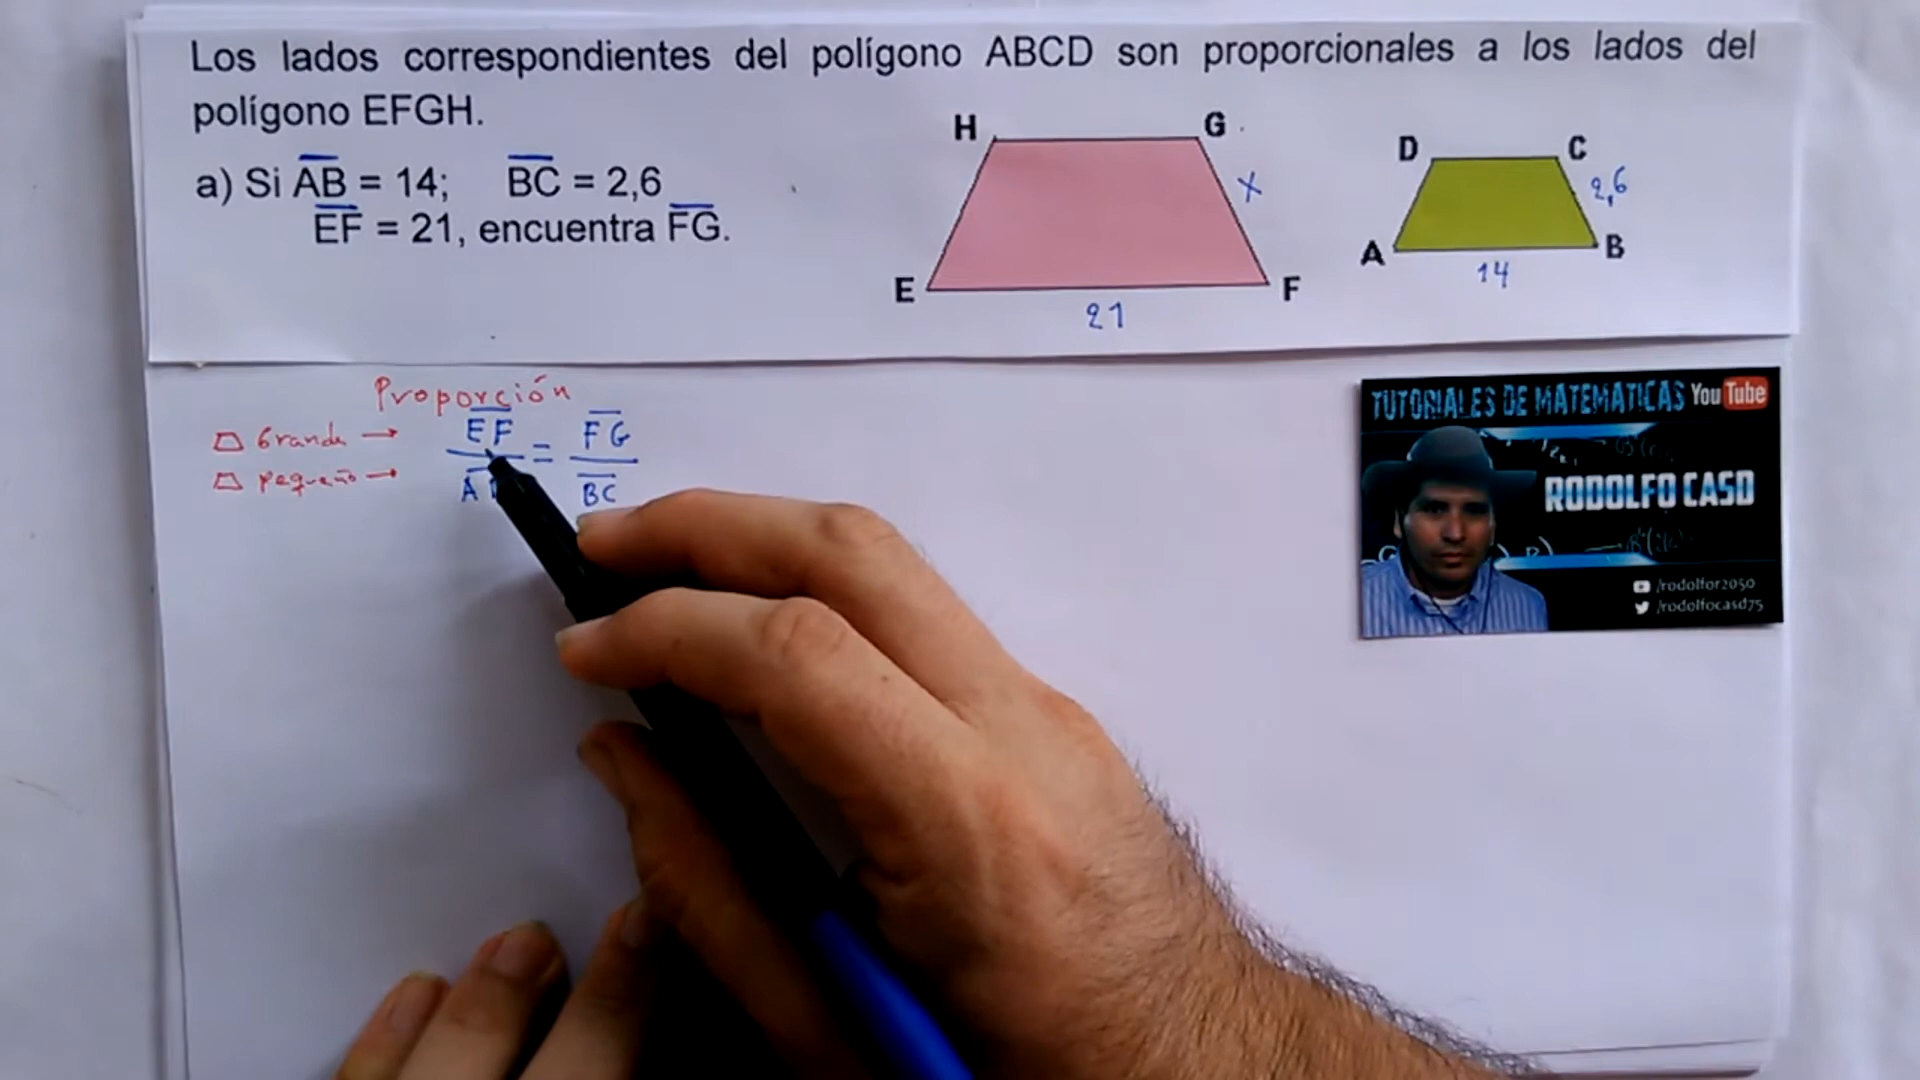 Los lados correspondientes del polígono ABCD son proporcionales a los lados del
polígono EFGH.
a) Si AB = 14; BC = 2,6
EF = 21, encuentra FG.
H G
x
E F
21
D C
2,6
A B
14
Proporción
Grande → EF = FG
pequeño → BC
TUTORIALES DE MATEMATICAS YouTube
RODOLFO CASD
/rodolfor2050
/rodolfocasd75